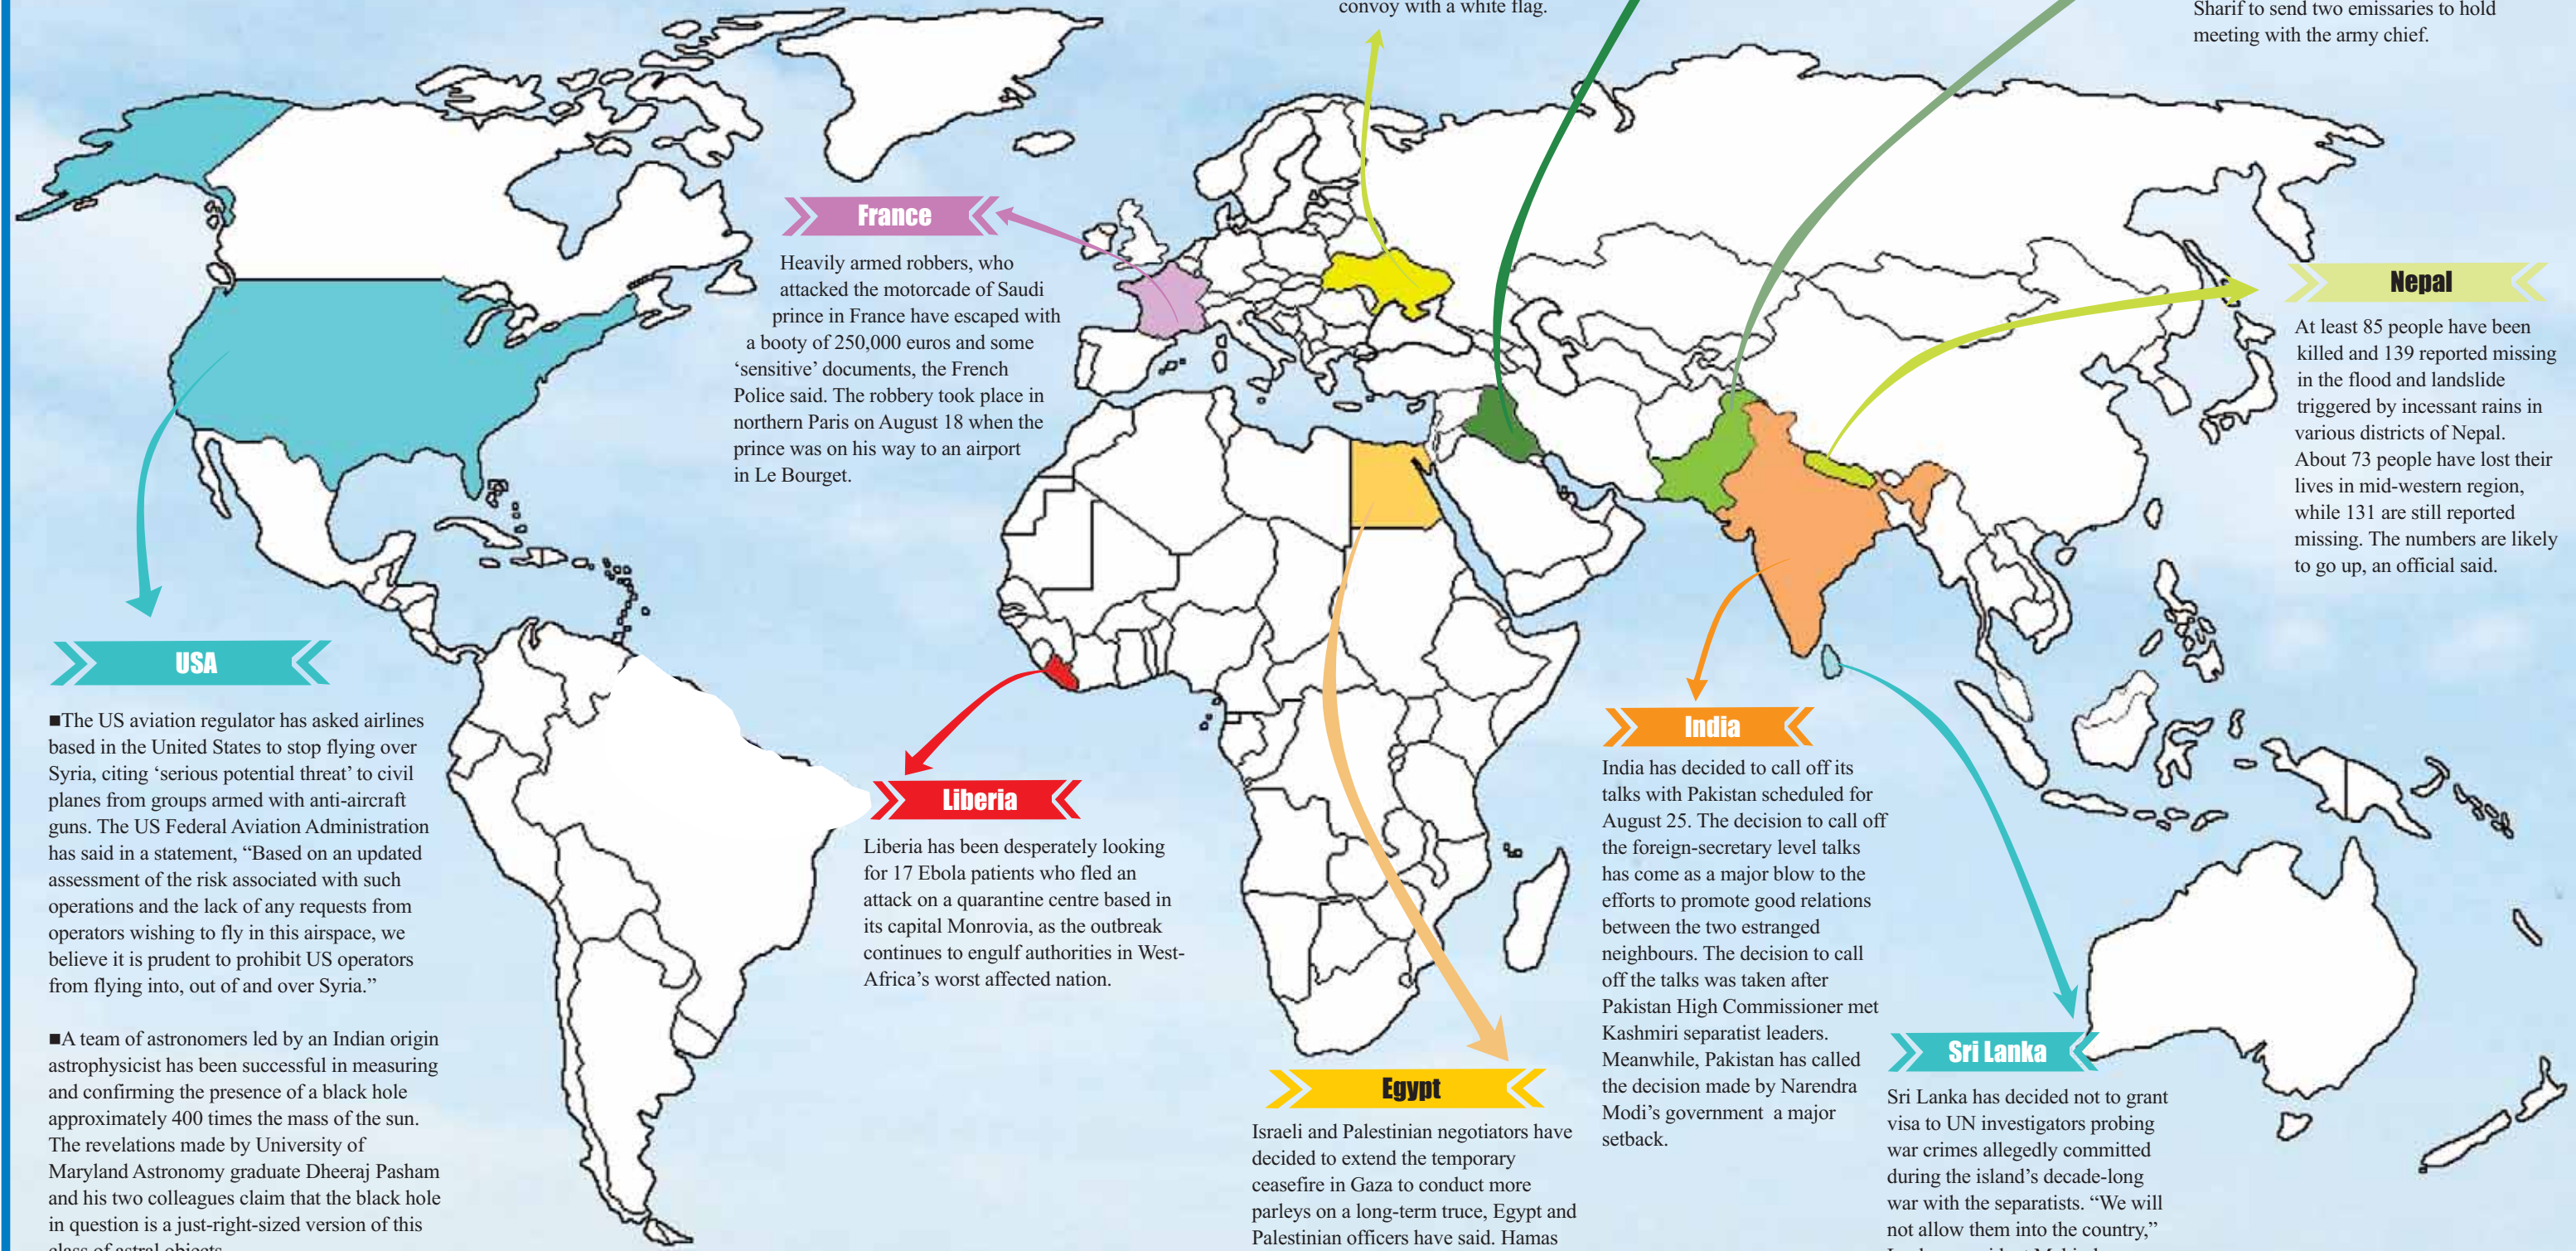 convoy with a white flag.
Sharif to send two emissaries to hold
meeting with the army chief.
France
Heavily armed robbers, who
attacked the motorcade of Saudi
prince in France have escaped with
a booty of 250,000 euros and some
‘sensitive’ documents, the French
Police said. The robbery took place in
northern Paris on August 18 when the
prince was on his way to an airport
in Le Bourget.
Nepal
At least 85 people have been
killed and 139 reported missing
in the flood and landslide
triggered by incessant rains in
various districts of Nepal.
About 73 people have lost their
lives in mid-western region,
while 131 are still reported
missing. The numbers are likely
to go up, an official said.
USA
■The US aviation regulator has asked airlines
based in the United States to stop flying over
Syria, citing ‘serious potential threat’ to civil
planes from groups armed with anti-aircraft
guns. The US Federal Aviation Administration
has said in a statement, “Based on an updated
assessment of the risk associated with such
operations and the lack of any requests from
operators wishing to fly in this airspace, we
believe it is prudent to prohibit US operators
from flying into, out of and over Syria.”
■A team of astronomers led by an Indian origin
astrophysicist has been successful in measuring
and confirming the presence of a black hole
approximately 400 times the mass of the sun.
The revelations made by University of
Maryland Astronomy graduate Dheeraj Pasham
and his two colleagues claim that the black hole
in question is a just-right-sized version of this
class of astral objects
Liberia
Liberia has been desperately looking
for 17 Ebola patients who fled an
attack on a quarantine centre based in
its capital Monrovia, as the outbreak
continues to engulf authorities in West-
Africa’s worst affected nation.
Egypt
Israeli and Palestinian negotiators have
decided to extend the temporary
ceasefire in Gaza to conduct more
parleys on a long-term truce, Egypt and
Palestinian officers have said. Hamas
India
India has decided to call off its
talks with Pakistan scheduled for
August 25. The decision to call off
the foreign-secretary level talks
has come as a major blow to the
efforts to promote good relations
between the two estranged
neighbours. The decision to call
off the talks was taken after
Pakistan High Commissioner met
Kashmiri separatist leaders.
Meanwhile, Pakistan has called
the decision made by Narendra
Modi’s government a major
setback.
Sri Lanka
Sri Lanka has decided not to grant
visa to UN investigators probing
war crimes allegedly committed
during the island’s decade-long
war with the separatists. “We will
not allow them into the country,”